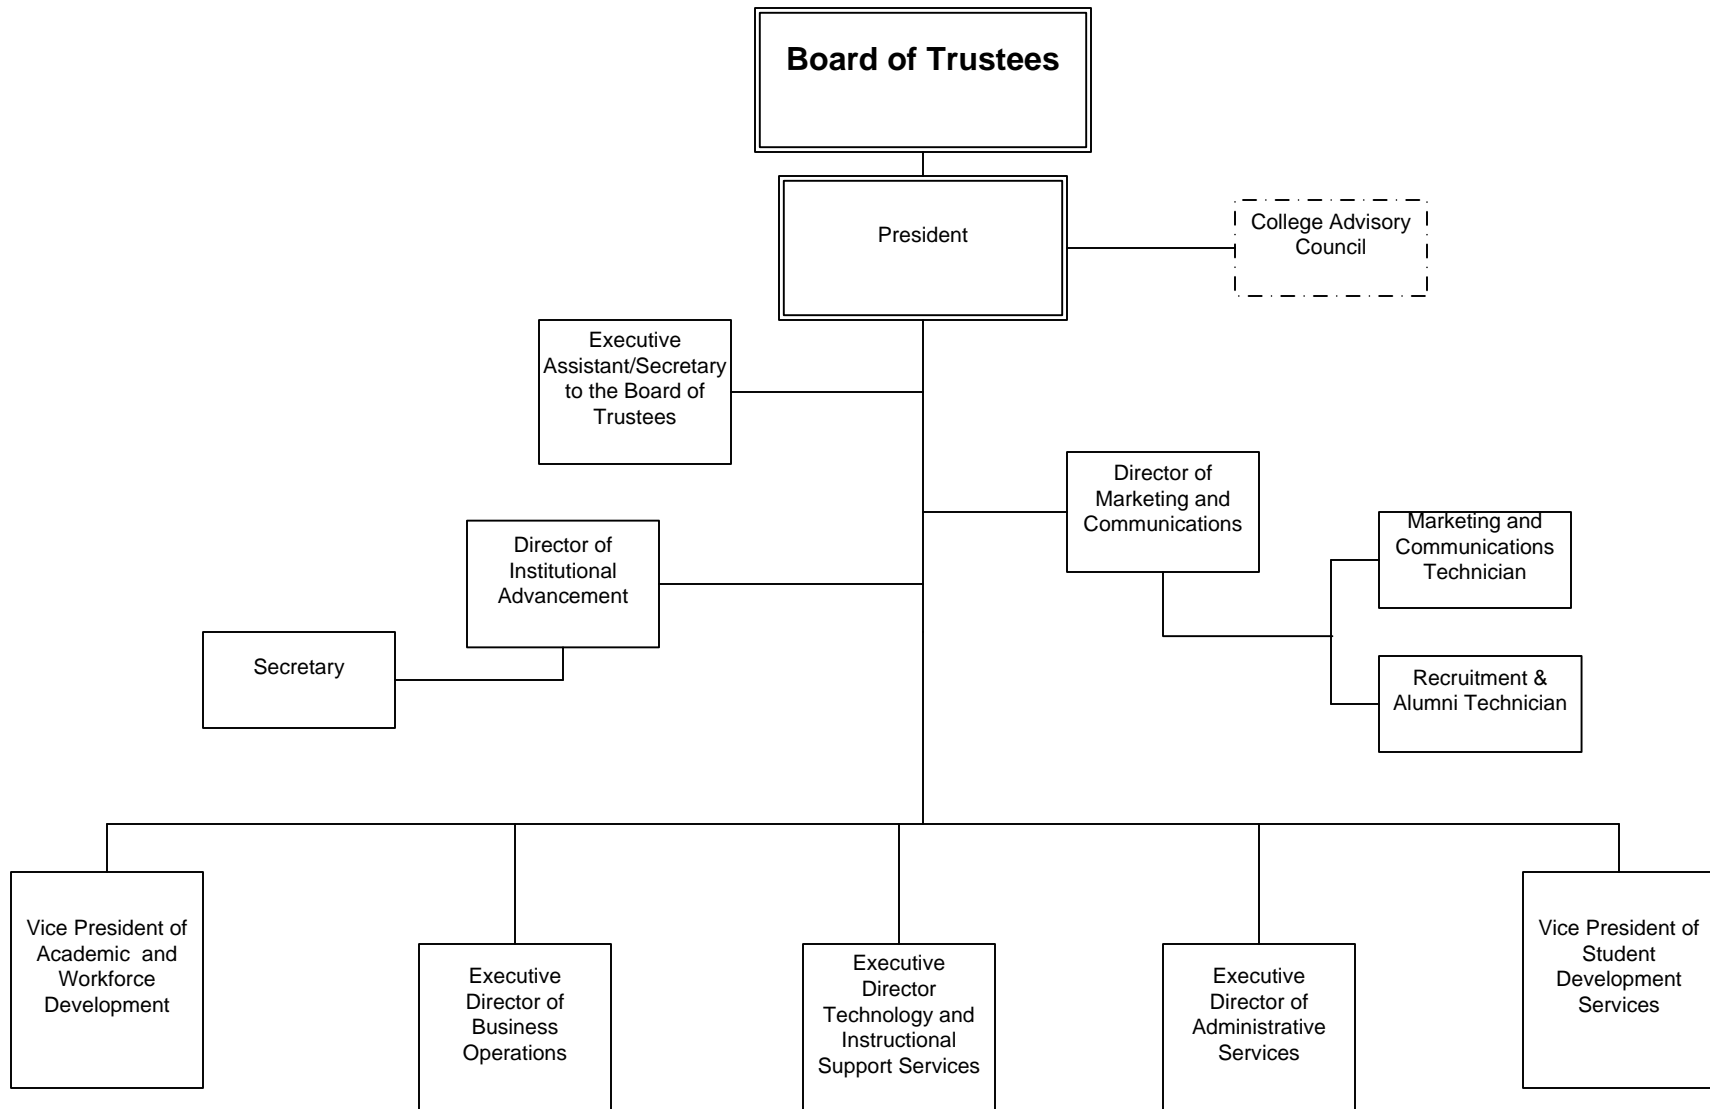 Board of Trustees
President
College Advisory
Council
Executive
Assistant/Secretary
to the Board of
Trustees
Director of
Marketing and
Communications
Marketing and
Communications
Technician
Director of
Institutional
Advancement
Secretary
Recruitment &
Alumni Technician
Vice President of
Academic and
Workforce
Development
Executive
Director of
Business
Operations
Executive
Director
Technology and
Instructional
Support Services
Executive
Director of
Administrative
Services
Vice President of
Student
Development
Services